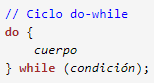 // Ciclo do-while
do {
    cuerpo
} while (condición);